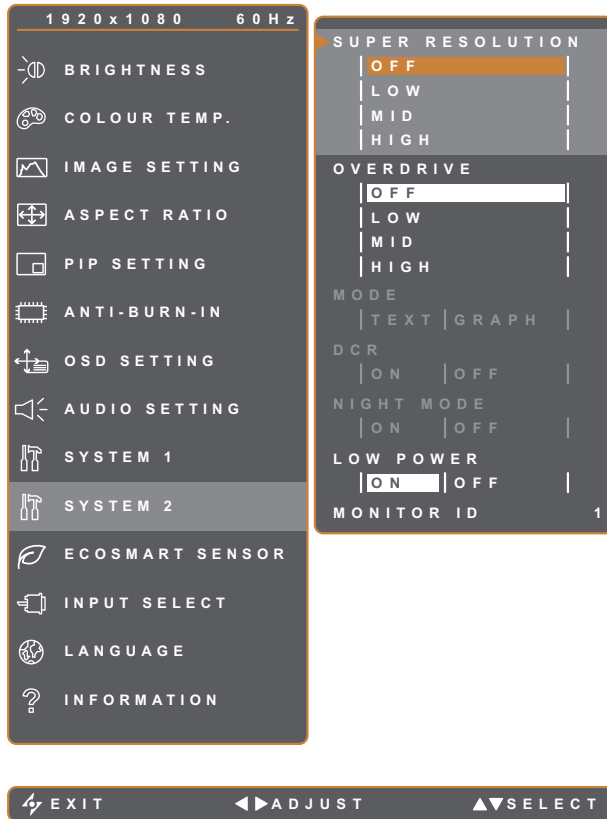 1920x1080 60Hz
BRIGHTNESS
COLOUR TEMP.
IMAGE SETTING
ASPECT RATIO
PIP SETTING
ANTI-BURN-IN
OSD SETTING
AUDIO SETTING
SYSTEM 1
SYSTEM 2
ECOSMART SENSOR
INPUT SELECT
LANGUAGE
INFORMATION
SUPER RESOLUTION
OFF
LOW
MID
HIGH
OVERDRIVE
OFF
LOW
MID
HIGH
MODE
TEXT GRAPH
DCR
ON OFF
NIGHT MODE
ON OFF
LOW POWER
ON OFF
MONITOR ID 1
EXIT ADJUST SELECT